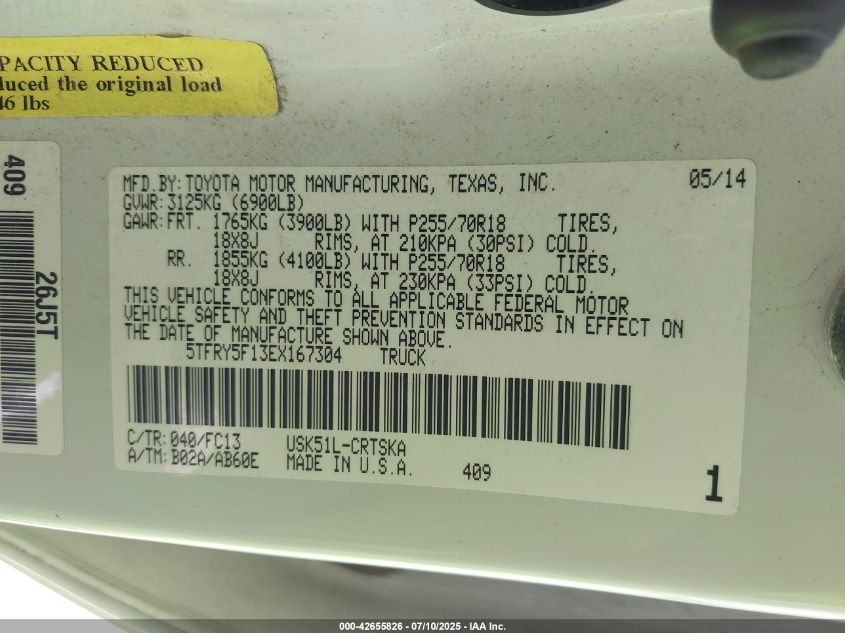 PACITY REDUCED
duced the original load
46 lbs
409
26J5T
MFD.BY: TOYOTA MOTOR MANUFACTURING, TEXAS, INC. 05/14
GVWR: 3125KG (6900LB)
GAWR: FRT. 1765KG (3900LB) WITH P255/70R18 TIRES,
18X8J RIMS, AT 210KPA (30PSI) COLD.
RR. 1855KG (4100LB) WITH P255/70R18 TIRES,
18X8J RIMS, AT 230KPA (33PSI) COLD.
THIS VEHICLE CONFORMS TO ALL APPLICABLE FEDERAL MOTOR
VEHICLE SAFETY AND THEFT PREVENTION STANDARDS IN EFFECT ON
THE DATE OF MANUFACTURE SHOWN ABOVE.
5TFRY5F13EX167304 TRUCK
C/TR: 040/FC13 USK51L-CRTSKA
A/TM: B02A/AB60E MADE IN U.S.A. 409
1
000-42655826 - 07/10/2025 - IAA Inc.